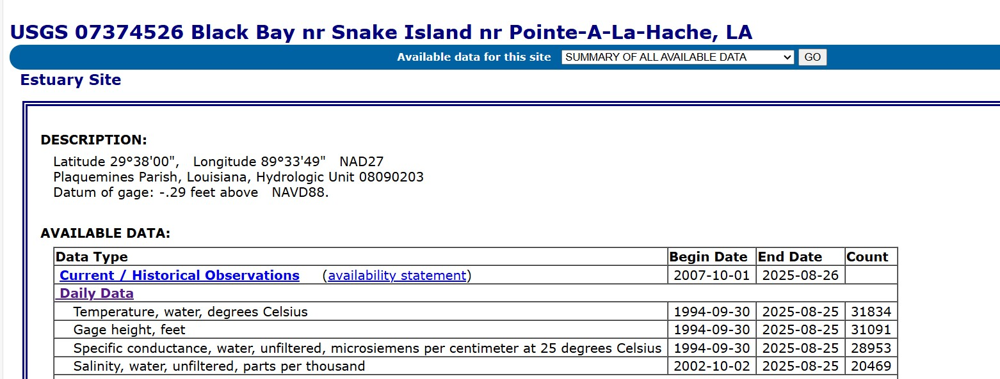 USGS 07374526 Black Bay nr Snake Island nr Pointe-A-La-Hache, LA
Available data for this site SUMMARY OF ALL AVAILABLE DATA GO
Estuary Site
DESCRIPTION:
Latitude 29°38'00", Longitude 89°33'49" NAD27
Plaquemines Parish, Louisiana, Hydrologic Unit 08090203
Datum of gage: -.29 feet above NAVD88.
AVAILABLE DATA:
Data Type Begin Date End Date Count
Current / Historical Observations (availability statement) 2007-10-01 2025-08-26
Daily Data
Temperature, water, degrees Celsius 1994-09-30 2025-08-25 31834
Gage height, feet 1994-09-30 2025-08-25 31091
Specific conductance, water, unfiltered, microsiemens per centimeter at 25 degrees Celsius 1994-09-30 2025-08-25 28953
Salinity, water, unfiltered, parts per thousand 2002-10-02 2025-08-25 20469